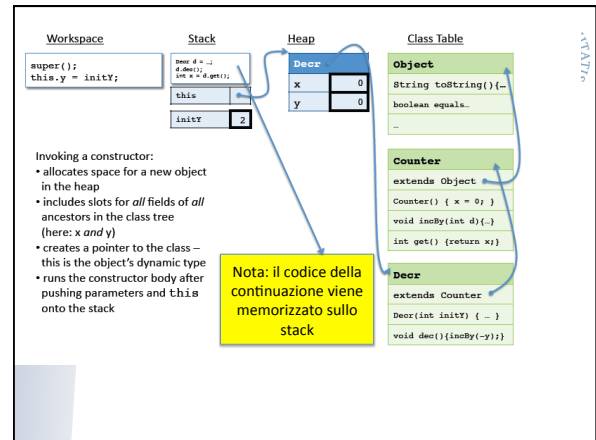 Workspace
Stack
Heap
Class Table
super();
this.y = initY;
Decr d = …;
d.dec();
int x = d.get();
this
initY 2
Decr
x 0
y 0
Object
String toString(){…
boolean equals…
…
Counter
extends Object
Counter() { x = 0; }
void incBy(int d){…}
int get() {return x;}
Decr
extends Counter
Decr(int initY) { … }
void dec(){incBy(-y);}
Invoking a constructor:
• allocates space for a new object
in the heap
• includes slots for all fields of all
ancestors in the class tree
(here: x and y)
• creates a pointer to the class –
this is the object's dynamic type
• runs the constructor body after
pushing parameters and this
onto the stack
Nota: il codice della
continuazione viene
memorizzato sullo
stack